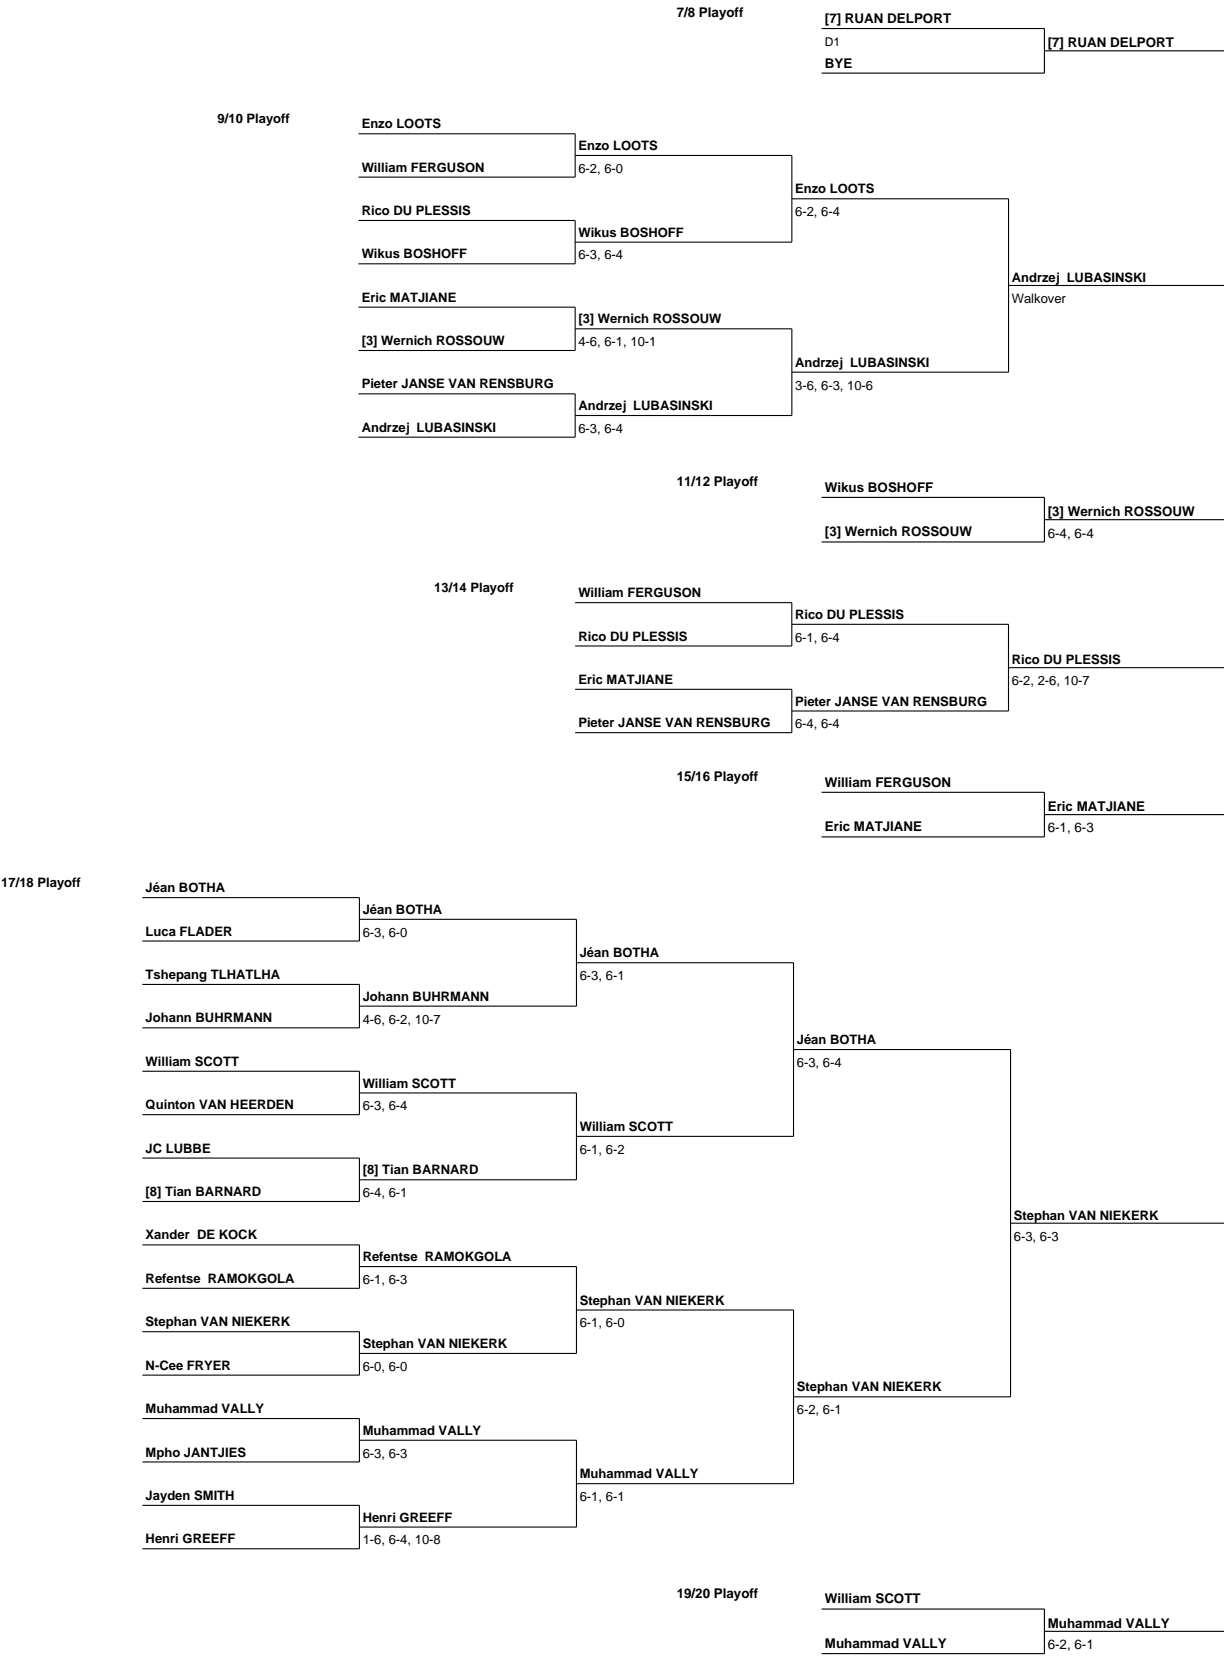 7/8 Playoff
[7] RUAN DELPORT
D1
[7] RUAN DELPORT
BYE
9/10 Playoff
Enzo LOOTS
Enzo LOOTS
William FERGUSON
6-2, 6-0
Enzo LOOTS
Rico DU PLESSIS
6-2, 6-4
Wikus BOSHOFF
Wikus BOSHOFF
6-3, 6-4
Andrzej LUBASINSKI
Eric MATJIANE
Walkover
[3] Wernich ROSSOUW
[3] Wernich ROSSOUW
4-6, 6-1, 10-1
Andrzej LUBASINSKI
Pieter JANSE VAN RENSBURG
3-6, 6-3, 10-6
Andrzej LUBASINSKI
Andrzej LUBASINSKI
6-3, 6-4
11/12 Playoff
Wikus BOSHOFF
[3] Wernich ROSSOUW
[3] Wernich ROSSOUW
6-4, 6-4
13/14 Playoff
William FERGUSON
Rico DU PLESSIS
Rico DU PLESSIS
6-1, 6-4
Rico DU PLESSIS
Eric MATJIANE
6-2, 2-6, 10-7
Pieter JANSE VAN RENSBURG
Pieter JANSE VAN RENSBURG
6-4, 6-4
15/16 Playoff
William FERGUSON
Eric MATJIANE
Eric MATJIANE
6-1, 6-3
17/18 Playoff
Jéan BOTHA
Jéan BOTHA
Luca FLADER
6-3, 6-0
Jéan BOTHA
Tshepang TLHATLHA
6-3, 6-1
Johann BUHRMANN
Johann BUHRMANN
4-6, 6-2, 10-7
Jéan BOTHA
William SCOTT
6-3, 6-4
William SCOTT
Quinton VAN HEERDEN
6-3, 6-4
William SCOTT
JC LUBBE
6-1, 6-2
[8] Tian BARNARD
[8] Tian BARNARD
6-4, 6-1
Stephan VAN NIEKERK
Xander DE KOCK
6-3, 6-3
Refentse RAMOKGOLA
Refentse RAMOKGOLA
6-1, 6-3
Stephan VAN NIEKERK
Stephan VAN NIEKERK
6-1, 6-0
Stephan VAN NIEKERK
N-Cee FRYER
6-0, 6-0
Stephan VAN NIEKERK
Muhammad VALLY
6-2, 6-1
Muhammad VALLY
Mpho JANTJIES
6-3, 6-3
Muhammad VALLY
Jayden SMITH
6-1, 6-1
Henri GREEFF
Henri GREEFF
1-6, 6-4, 10-8
19/20 Playoff
William SCOTT
Muhammad VALLY
Muhammad VALLY
6-2, 6-1